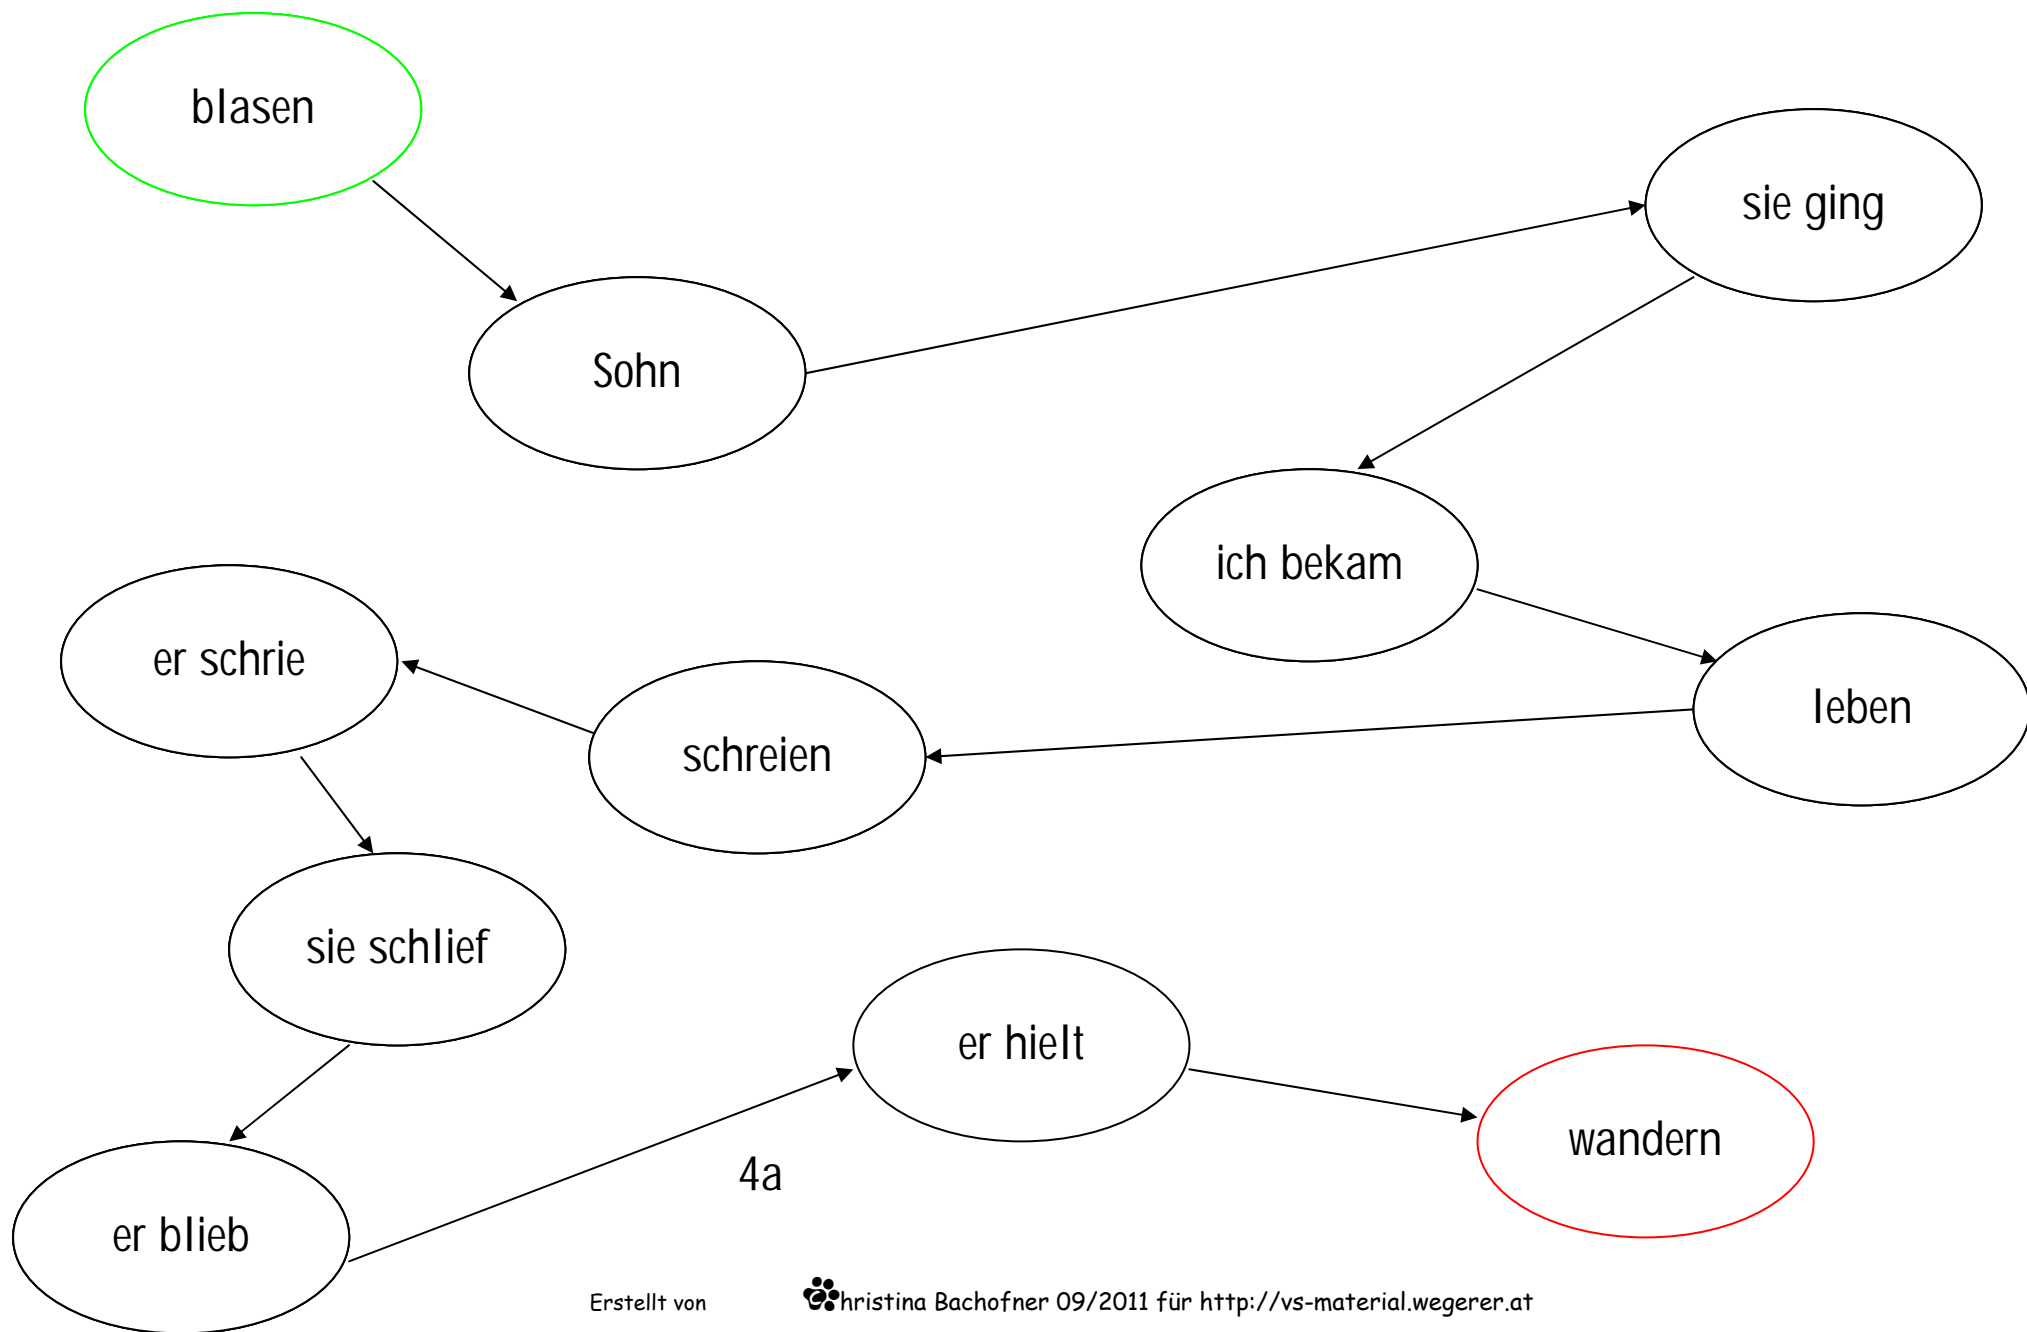 blasen
sie ging
Sohn
ich bekam
er schrie
leben
schreien
sie schlief
er hielt
wandern
4a
er blieb
Erstellt von Christina Bachofner 09/2011 für http://vs-material.wegerer.at